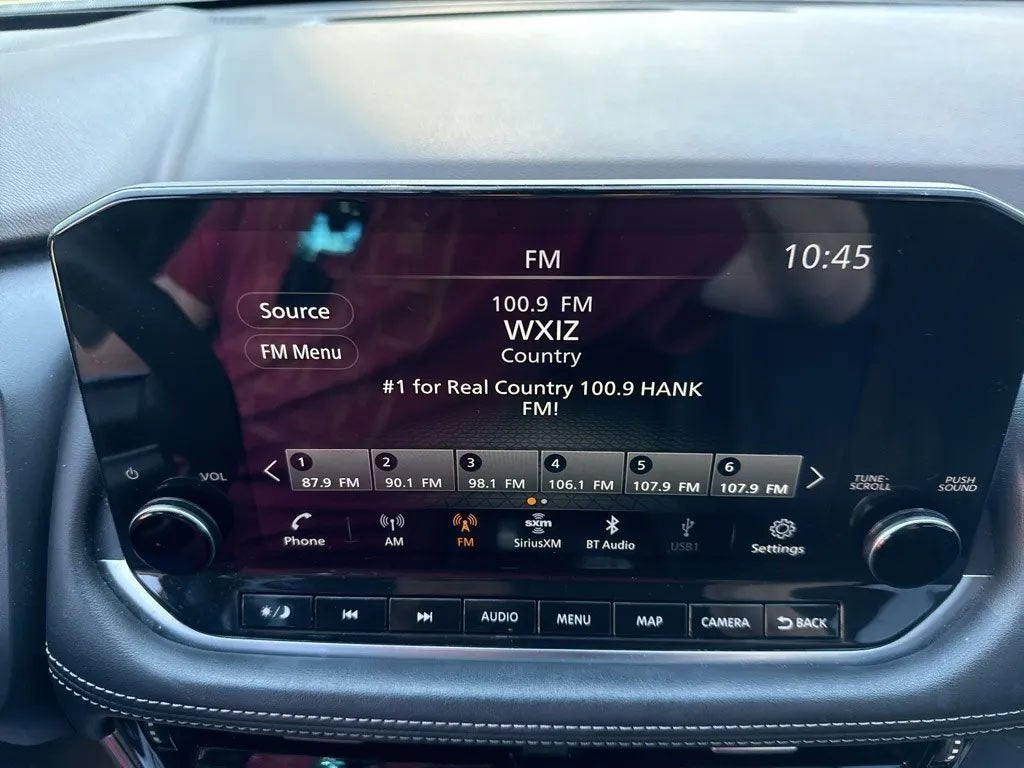 FM
10:45
Source
100.9 FM
WXIZ
FM Menu
Country
#1 for Real Country 100.9 HANK
FM!
VOL
1 87.9 FM
2 90.1 FM
3 98.1 FM
4 106.1 FM
5 107.9 FM
6 107.9 FM
TUNE-
SCROLL
PUSH
SOUND
Phone
AM
FM
sxm
SiriusXM
BT Audio
USB1
Settings
AUDIO
MENU
MAP
CAMERA
BACK